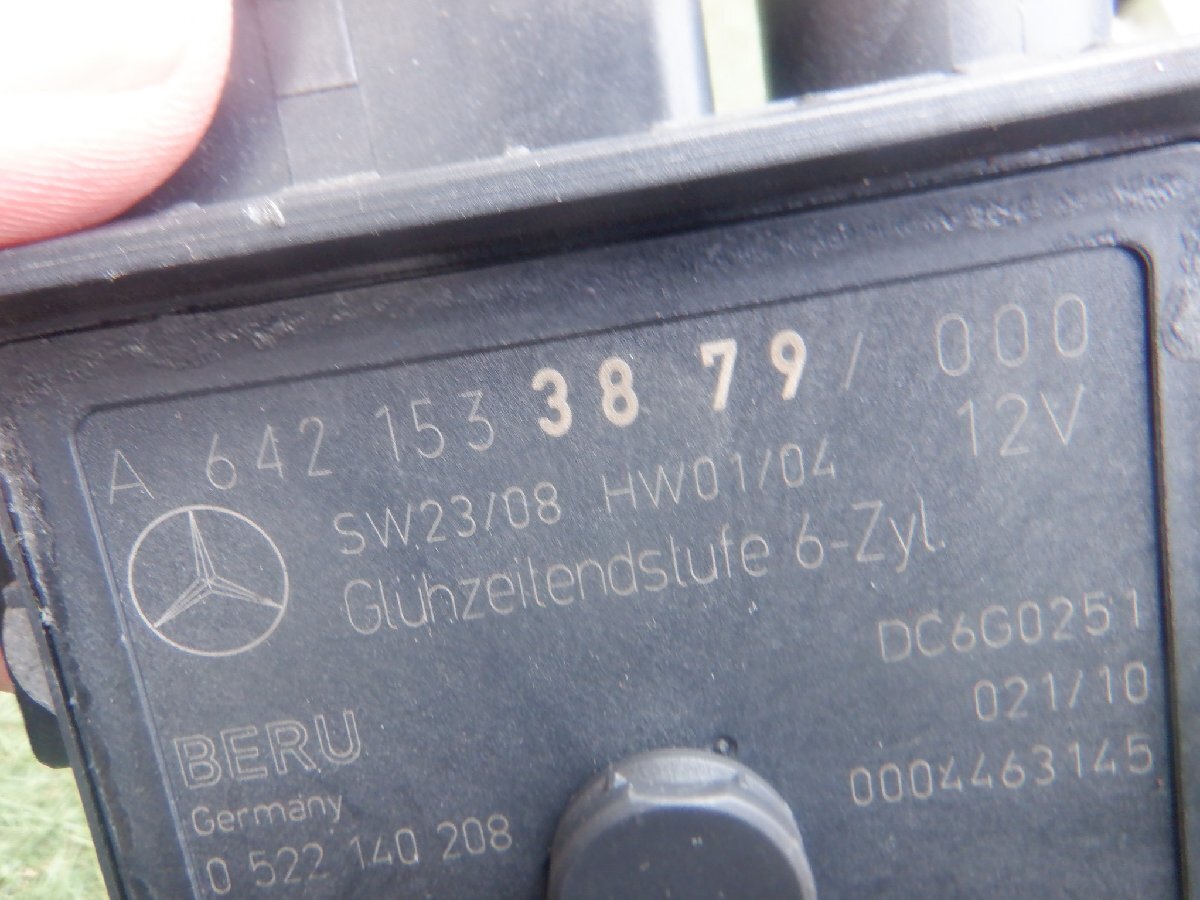 A 642 153 38 79 / 000
12V
SW23/08 HW01/04
Glühzeitendstufe 6-Zyl.
DC6G0251
021/10
0004463145
BERU
Germany
0 522 140 208